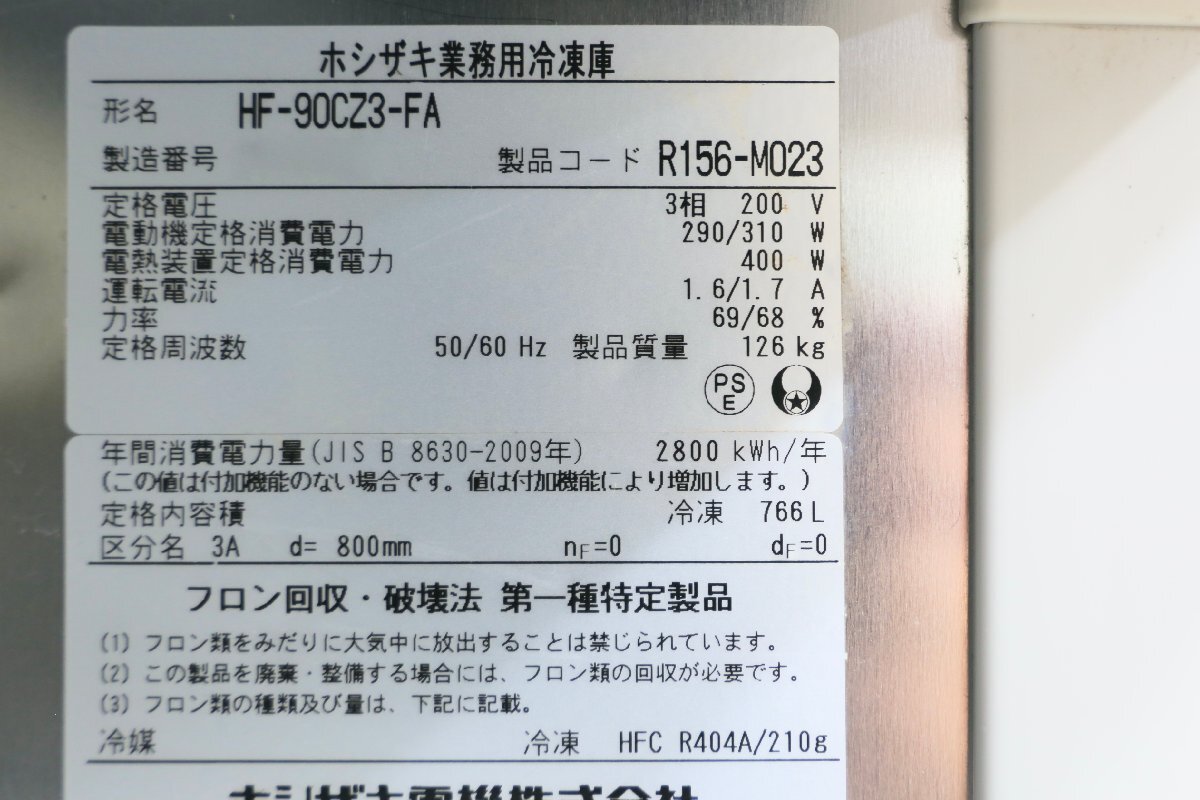 ホシザキ業務用冷凍庫
形名 HF-90CZ3-FA
製造番号 製品コード R156-M023
定格電圧 3相 200 V
電動機定格消費電力 290/310 W
電熱装置定格消費電力 400 W
運転電流 1.6/1.7 A
力率 69/68 %
定格周波数 50/60 Hz 製品質量 126 kg
PS
E
年間消費電力量(JIS B 8630-2009年) 2800 kWh/年
(この値は付加機能のない場合です。値は付加機能により増加します。)
定格内容積 冷凍 766 L
区分名 3A d= 800mm nF=0 dF=0
フロン回収・破壊法 第一種特定製品
(1) フロン類をみだりに大気中に放出することは禁じられています。
(2) この製品を廃棄・整備する場合には、フロン類の回収が必要です。
(3) フロン類の種類及び量は、下記に記載。
冷媒 冷凍 HFC R404A/210g
ホシザキ電機株式会社